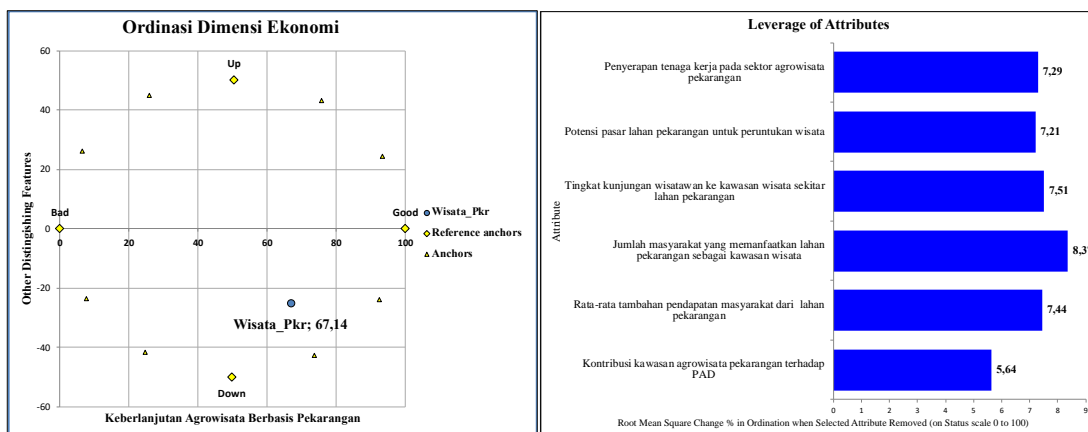 Ordinasi Dimensi Ekonomi
60
Up
40
20
Bad
Good
0
0
20
40
60
80
100
-20
-40
-60
Down
Wisata_Pkr; 67,14
Other Distingishing Features
Keberlanjutan Agrowisata Berbasis Pekarangan
Wisata_Pkr
Reference anchors
Anchors
Leverage of Attributes
Attribute
Penyerapan tenaga kerja pada sektor agrowisata
pekarangan
7,29
Potensi pasar lahan pekarangan untuk peruntukan wisata
7,21
Tingkat kunjungan wisatawan ke kawasan wisata sekitar
lahan pekarangan
7,51
Jumlah masyarakat yang memanfaatkan lahan
pekarangan sebagai kawasan wisata
Rata-rata tambahan pendapatan masyarakat dari lahan
pekarangan
7,44
Kontribusi kawasan agrowisata pekarangan terhadap
PAD
5,64
0
1
2
3
4
5
6
7
8
9
Root Mean Square Change % in Ordination when Selected Attribute Removed (on Status scale 0 to 100)